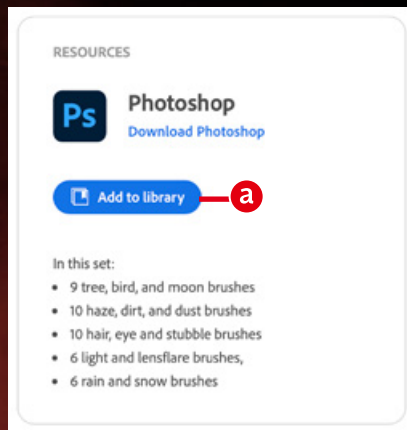 RESOURCES
Ps
Photoshop
Download Photoshop
Add to library
a
In this set:
• 9 tree, bird, and moon brushes
• 10 haze, dirt, and dust brushes
• 10 hair, eye and stubble brushes
• 6 light and lensflare brushes,
• 6 rain and snow brushes